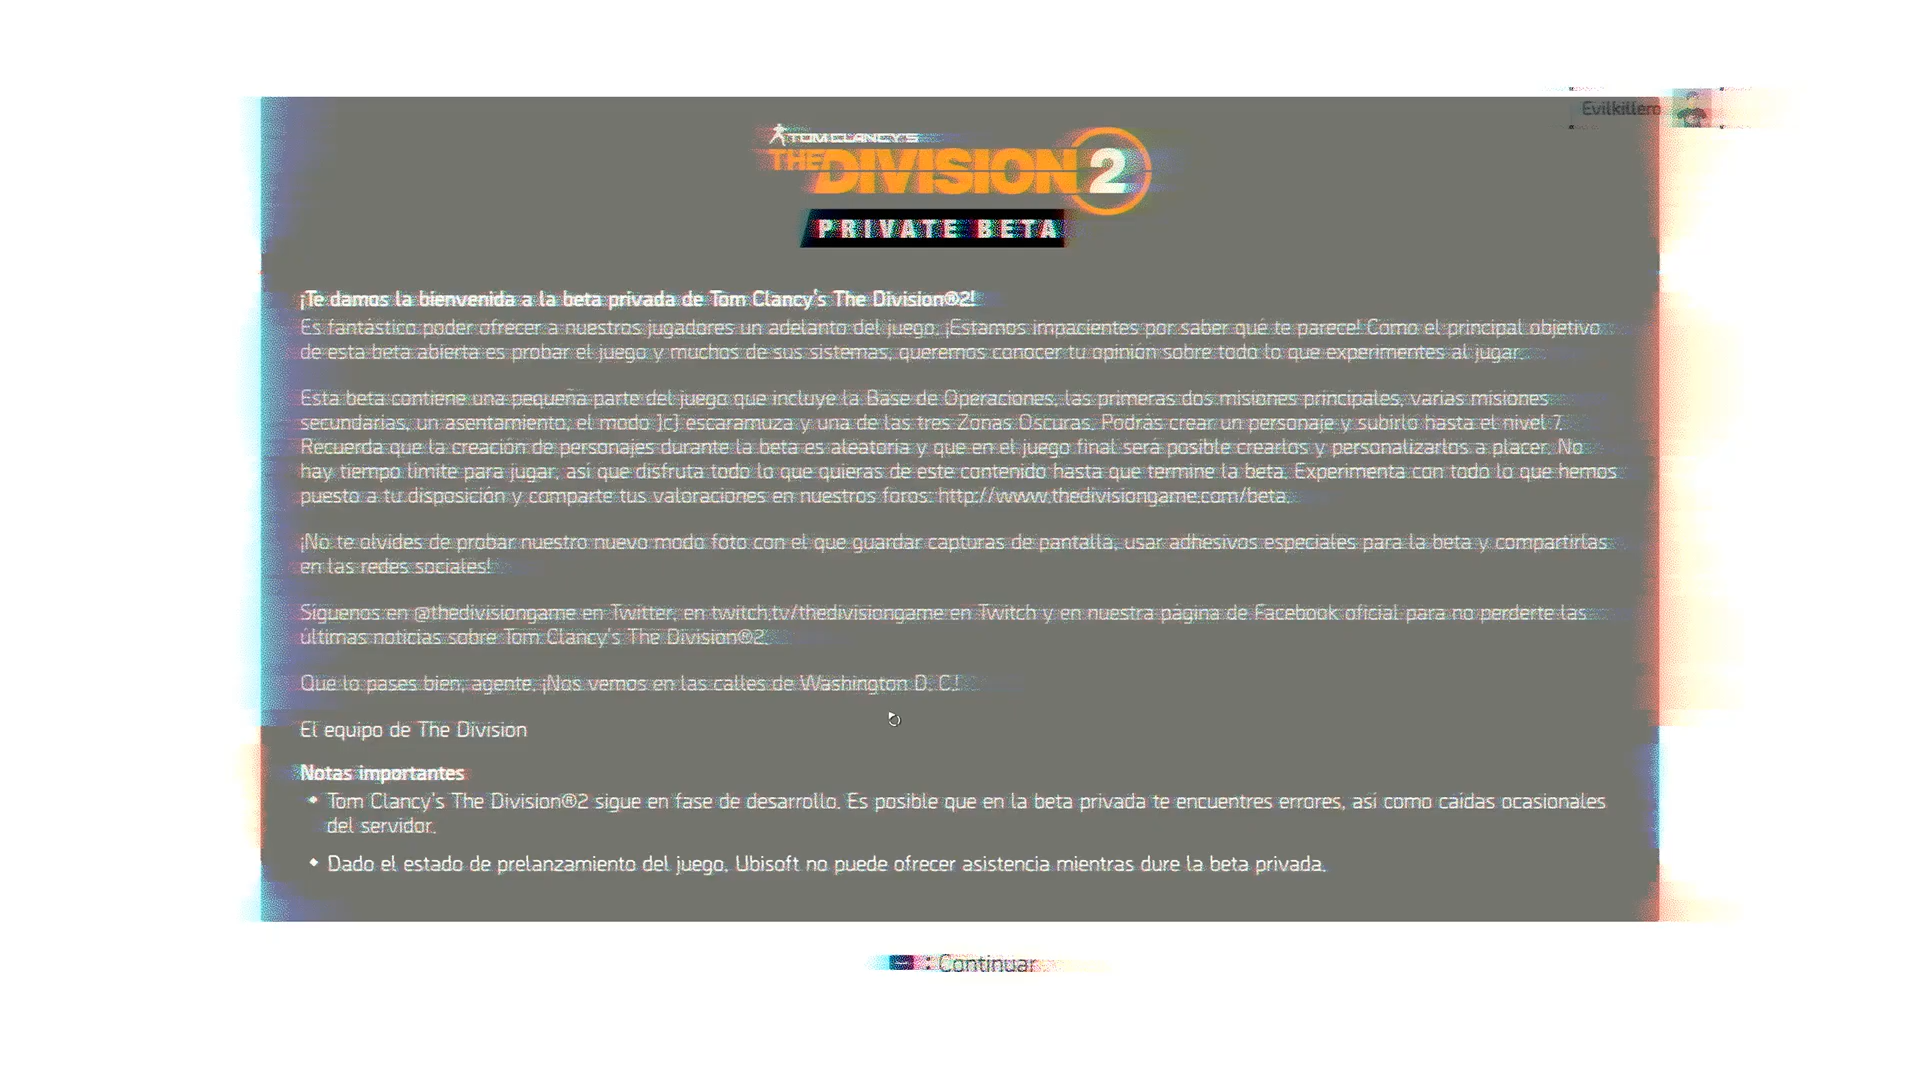 Evilkillero
TOM CLANCY'S
THE DIVISION 2
PRIVATE BETA
¡Te damos la bienvenida a la beta privada de Tom Clancy's The Division®2!
Es fantástico poder ofrecer a nuestros jugadores un adelanto del juego. ¡Estamos impacientes por saber qué te parece! Como el principal objetivo
de esta beta abierta es probar el juego y muchos de sus sistemas, queremos conocer tu opinión sobre todo lo que experimentes al jugar.
Esta beta contiene una pequeña parte del juego que incluye la Base de Operaciones, las primeras dos misiones principales, varias misiones
secundarias, un asentamiento, el modo ]c] escaramuza y una de las tres Zonas Oscuras. Podrás crear un personaje y subirlo hasta el nivel 7.
Recuerda que la creación de personajes durante la beta es aleatoria y que en el juego final será posible crearlos y personalizarlos a placer. No
hay tiempo límite para jugar, así que disfruta todo lo que quieras de este contenido hasta que termine la beta. Experimenta con todo lo que hemos
puesto a tu disposición y comparte tus valoraciones en nuestros foros: http://www.thedivisiongame.com/beta.
¡No te olvides de probar nuestro nuevo modo foto con el que guardar capturas de pantalla, usar adhesivos especiales para la beta y compartirlas
en las redes sociales!
Síguenos en @thedivisiongame en Twitter, en twitch.tv/thedivisiongame en Twitch y en nuestra página de Facebook oficial para no perderte las
últimas noticias sobre Tom Clancy's The Division®2.
Que lo pases bien, agente. ¡Nos vemos en las calles de Washington D. C.!
El equipo de The Division
Notas importantes
• Tom Clancy's The Division®2 sigue en fase de desarrollo. Es posible que en la beta privada te encuentres errores, así como caídas ocasionales
del servidor.
• Dado el estado de prelanzamiento del juego, Ubisoft no puede ofrecer asistencia mientras dure la beta privada.
: Continuar